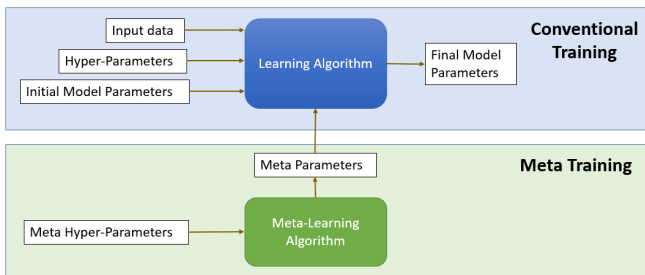 Conventional
Training
Input data
Hyper-Parameters
Initial Model Parameters
Learning Algorithm
Final Model
Parameters
Meta Training
Meta Parameters
Meta Hyper-Parameters
Meta-Learning
Algorithm